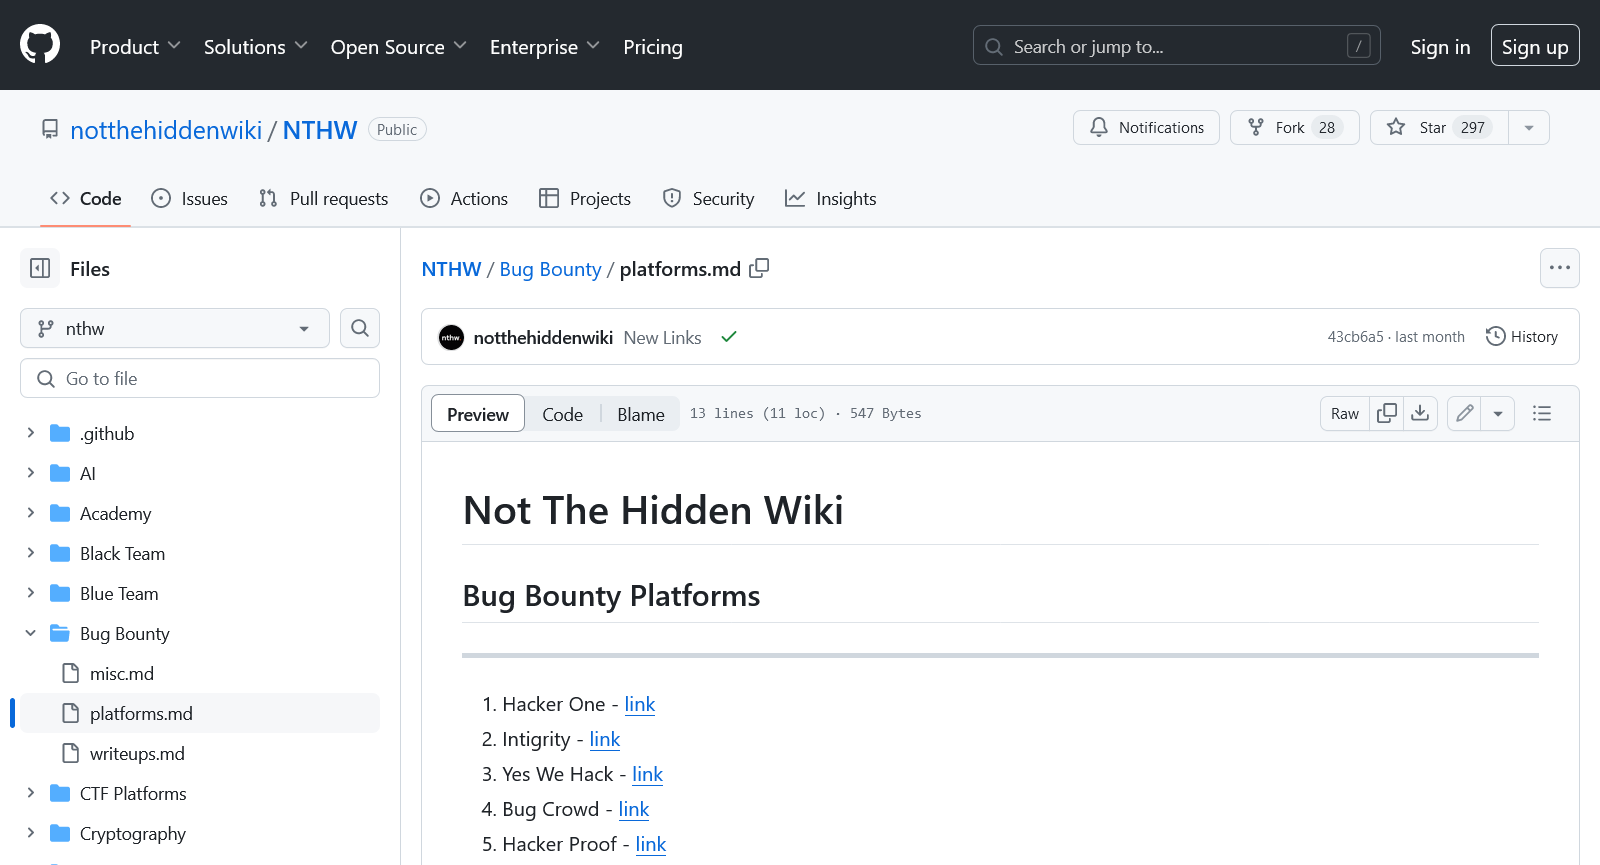 Product Solutions Open Source Enterprise Pricing Search or jump to... / Sign in Sign up
notthehiddenwiki / NTHW Public Notifications Fork 28 Star 297
Code Issues Pull requests Actions Projects Security Insights
Files
nthw
Go to file
.github
AI
Academy
Black Team
Blue Team
Bug Bounty
misc.md
platforms.md
writeups.md
CTF Platforms
Cryptography
NTHW / Bug Bounty / platforms.md
nthw notthehiddenwiki New Links 43cb6a5 · last month History
Preview Code Blame 13 lines (11 loc) · 547 Bytes Raw
Not The Hidden Wiki
Bug Bounty Platforms
1. Hacker One - link
2. Intigrity - link
3. Yes We Hack - link
4. Bug Crowd - link
5. Hacker Proof - link